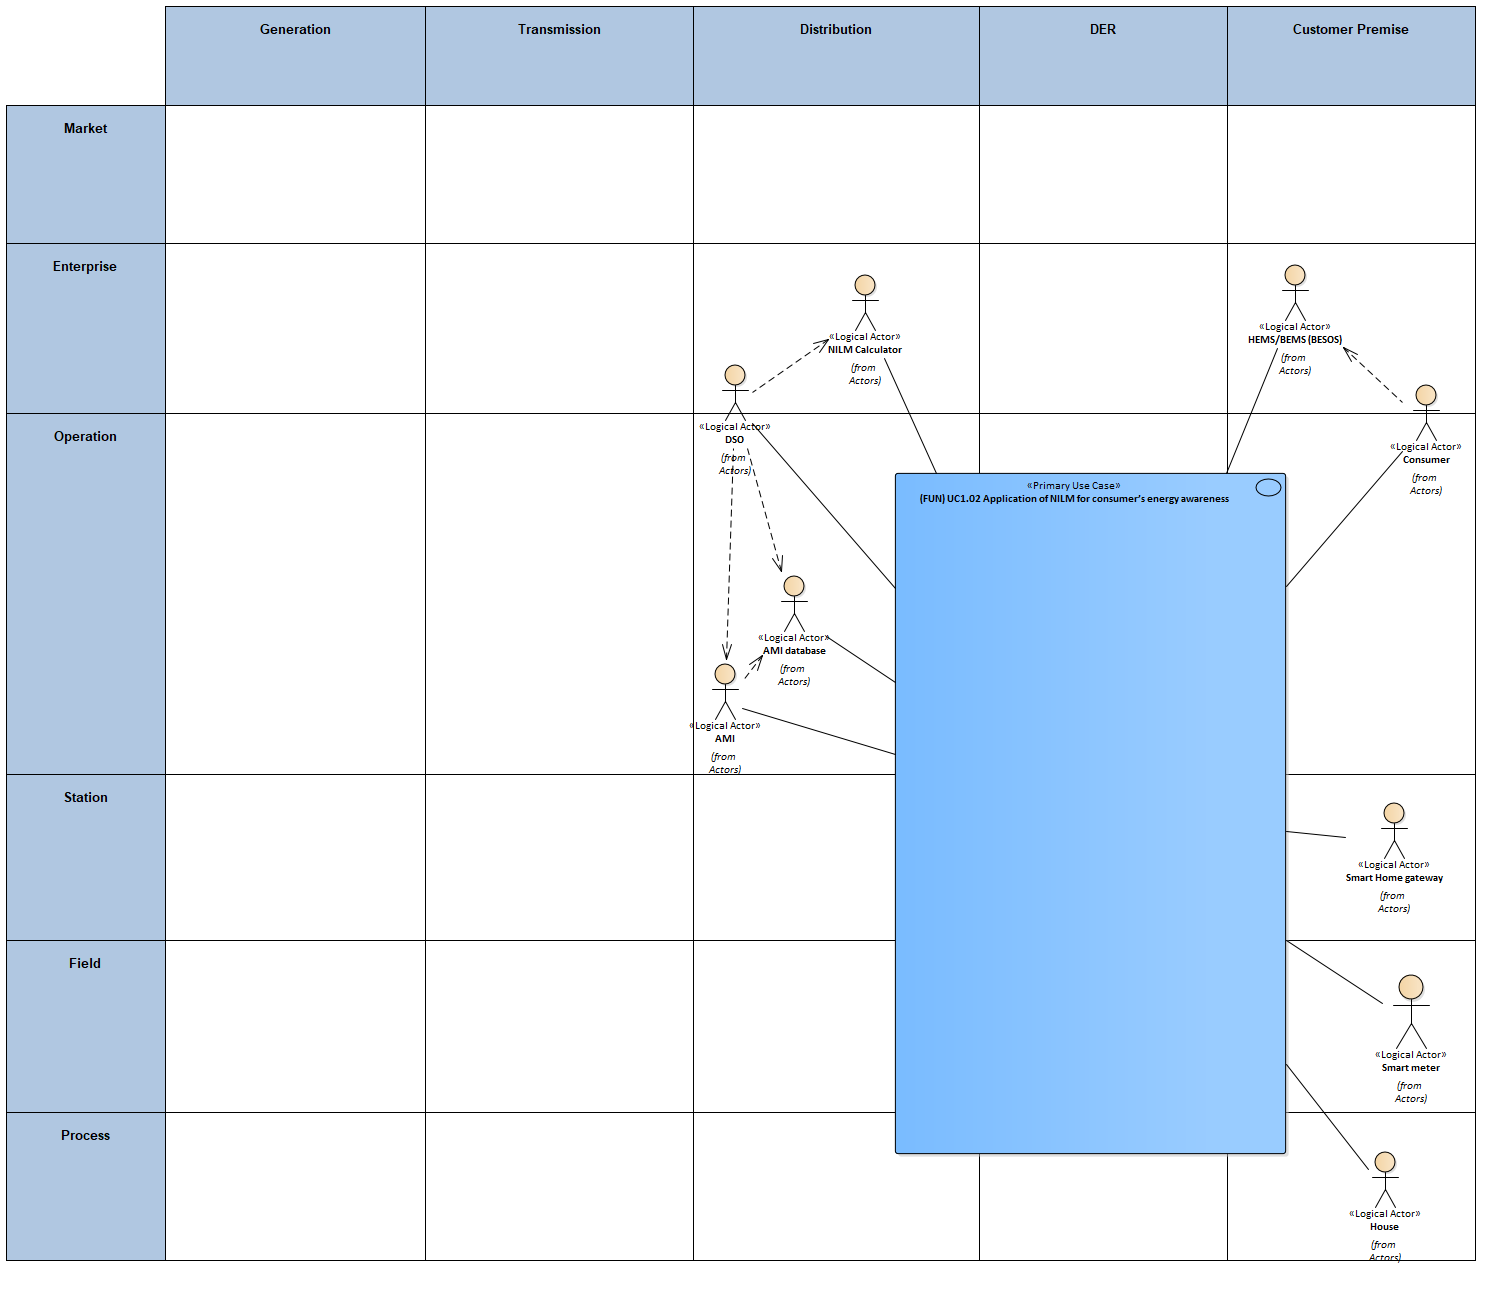 Generation
Transmission
Distribution
DER
Customer Premise
Market
Enterprise
«Logical Actor»
NILM Calculator
(from
Actors)
«Logical Actor»
HEMS/BEMS (BESOS)
(from
Actors)
Operation
«Logical Actor»
DSO
(from
Actors)
«Logical Actor»
Consumer
(from
Actors)
«Primary Use Case»
(FUN) UC1.02 Application of NILM for consumer's energy awareness
«Logical Actor»
AMI database
(from
Actors)
«Logical Actor»
AMI
(from
Actors)
Station
«Logical Actor»
Smart Home gateway
(from
Actors)
Field
«Logical Actor»
Smart meter
(from
Actors)
Process
«Logical Actor»
House
(from
Actors)